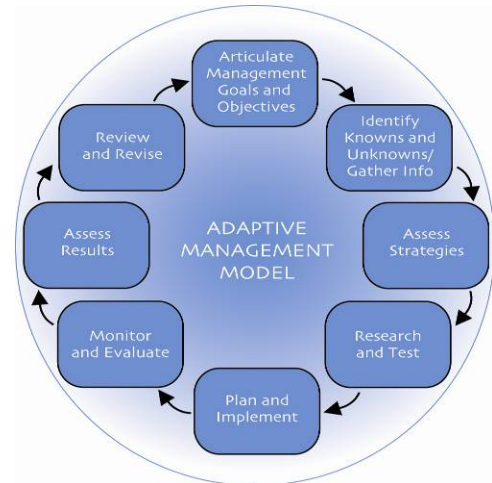 Articulate
Management
Goals and
Objectives
Identify
Knowns and
Unknowns/
Gather Info
Assess
Strategies
Research
and Test
Plan and
Implement
Monitor
and Evaluate
Assess
Results
Review
and Revise
ADAPTIVE
MANAGEMENT
MODEL